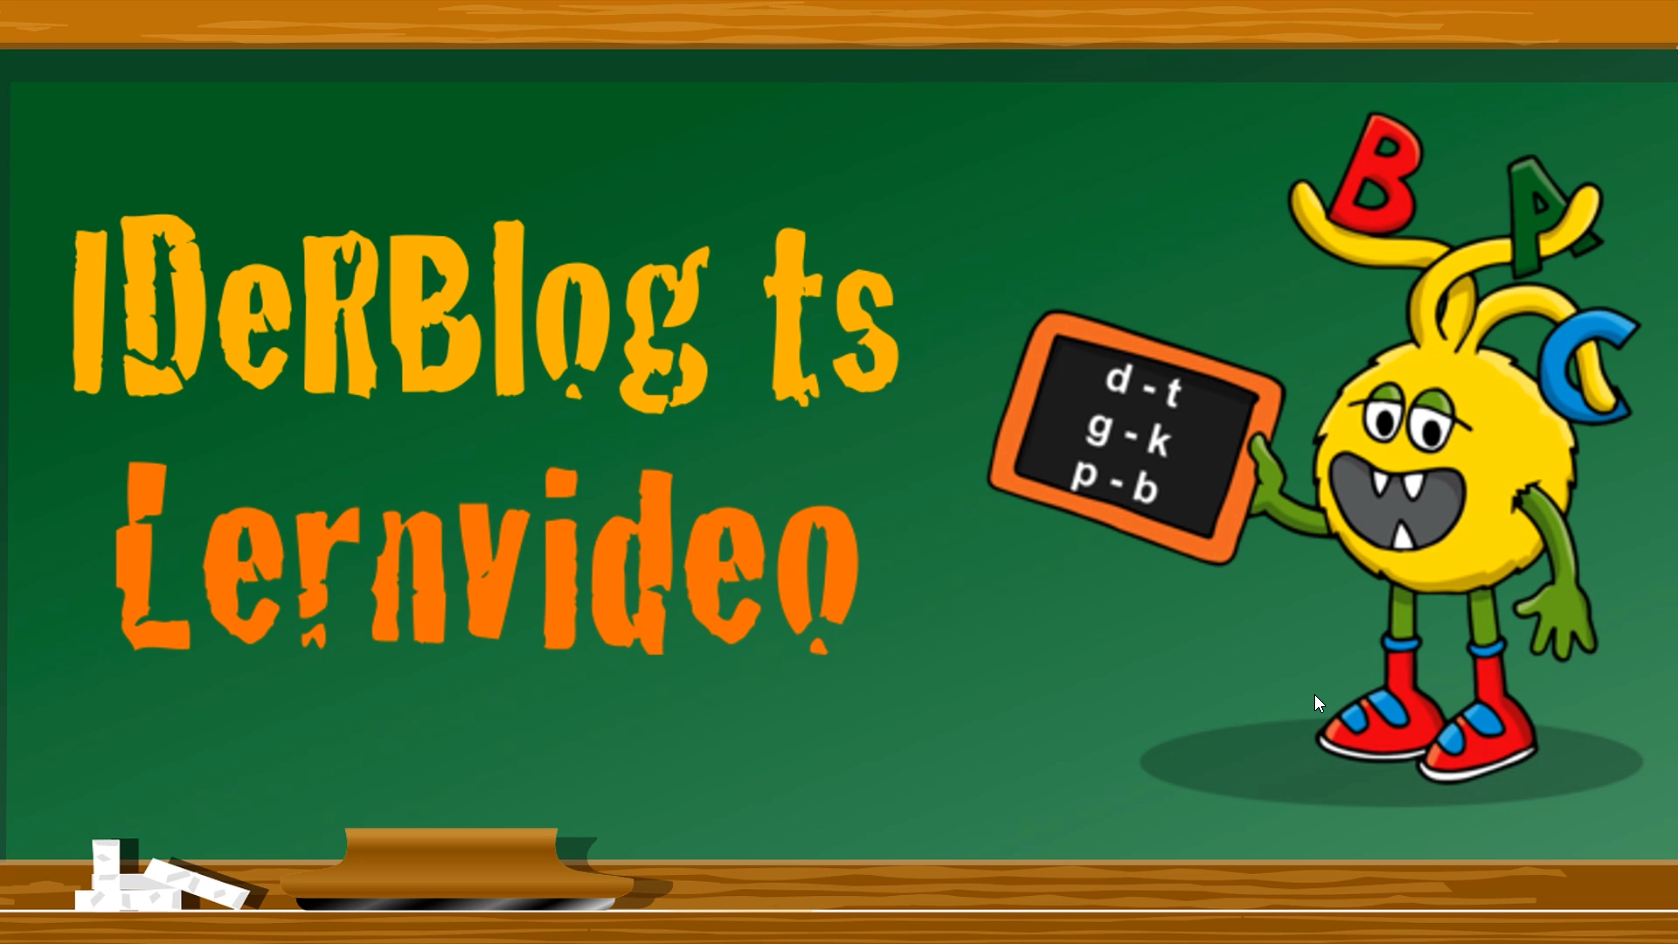 IDeRBlog ts
Lernvideo
B A C
d - t
g - k
p - b